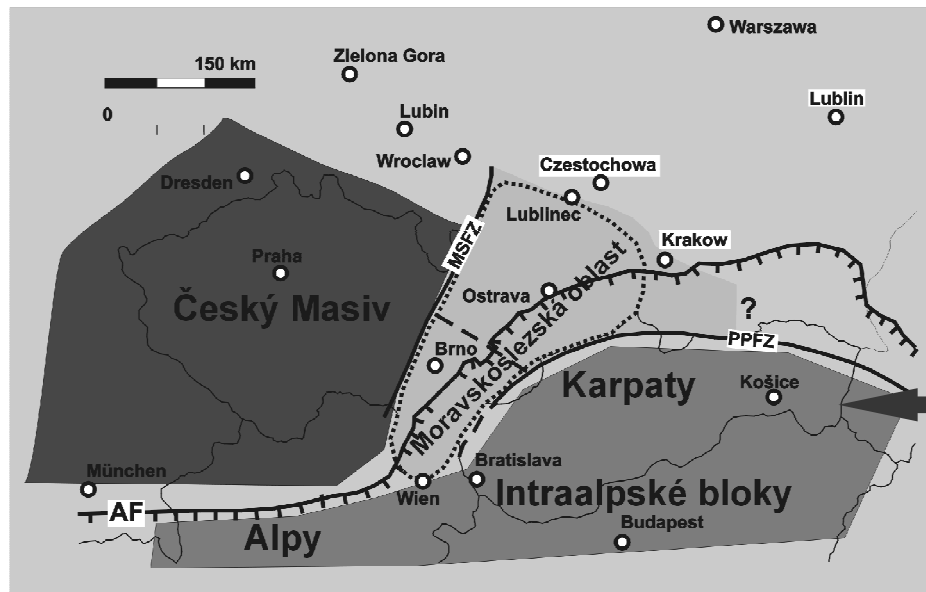 Warszawa
150 km
0
Zielona Gora
Lubin
Lublin
Wroclaw
Czestochowa
Dresden
Lublinec
MSFZ
Krakow
Praha
Český Masiv
Ostrava
Moravskoslezská oblast
?
PPFZ
Brno
Karpaty
Košice
München
Wien
Bratislava
Intraalpské bloky
AF
Alpy
Budapest